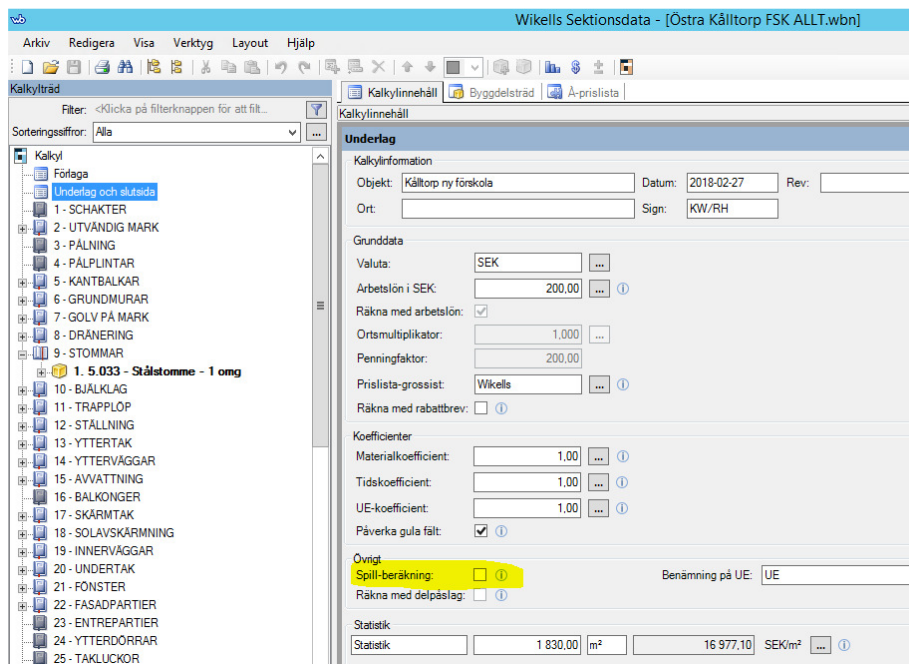 wb Wikells Sektionsdata - [Östra Kålltorp FSK ALLT.wbn]
Arkiv Redigera Visa Verktyg Layout Hjälp
Kalkylträd
Filter: <Klicka på filterknappen för att filt...
Sorteringssiffror: Alla ...
Kalkyl
Förlaga
Underlag och slutsida
1 - SCHAKTER
2 - UTVÄNDIG MARK
3 - PÅLNING
4 - PÅLPLINTAR
5 - KANTBALKAR
6 - GRUNDMURAR
7 - GOLV PÅ MARK
8 - DRÄNERING
9 - STOMMAR
1. 5.033 - Stålstomme - 1 omg
10 - BJÄLKLAG
11 - TRAPPLÖP
12 - STÄLLNING
13 - YTTERTAK
14 - YTTERVÄGGAR
15 - AVVATTNING
16 - BALKONGER
17 - SKÄRMTAK
18 - SOLAVSKÄRMNING
19 - INNERVÄGGAR
20 - UNDERTAK
21 - FÖNSTER
22 - FASADPARTIER
23 - ENTREPARTIER
24 - YTTERDÖRRAR
25 - TAKLUCKOR
Kalkylinnehåll Byggdelsträd À-prislista
Kalkylinnehåll
Underlag
Kalkylinformation
Objekt: Kålltorp ny förskola Datum: 2018-02-27 Rev:
Ort: Sign: KW/RH
Grunddata
Valuta: SEK ...
Arbetslön i SEK: 200,00 ...
Räkna med arbetslön:
Ortsmultiplikator: 1,000 ...
Penningfaktor: 200,00
Prislista-grossist: Wikells ...
Räkna med rabattbrev:
Koefficienter
Materialkoefficient: 1,00 ...
Tidskoefficient: 1,00 ...
UE-koefficient: 1,00 ...
Påverka gula fält:
Övrigt
Spill-beräkning: Benämning på UE: UE
Räkna med delpåslag:
Statistik
Statistik 1 830,00 m² 16 977,10 SEK/m² ...